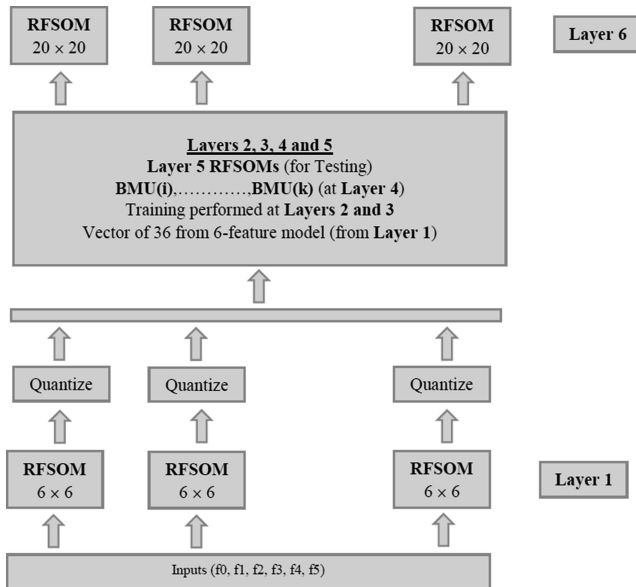 RFSOM
20 × 20
RFSOM
20 × 20
RFSOM
20 × 20
Layer 6
Layers 2, 3, 4 and 5
Layer 5 RFSOMs (for Testing)
BMU(i),…………,BMU(k) (at Layer 4)
Training performed at Layers 2 and 3
Vector of 36 from 6-feature model (from Layer 1)
Quantize
Quantize
Quantize
RFSOM
6 × 6
RFSOM
6 × 6
RFSOM
6 × 6
Layer 1
Inputs (f0, f1, f2, f3, f4, f5)